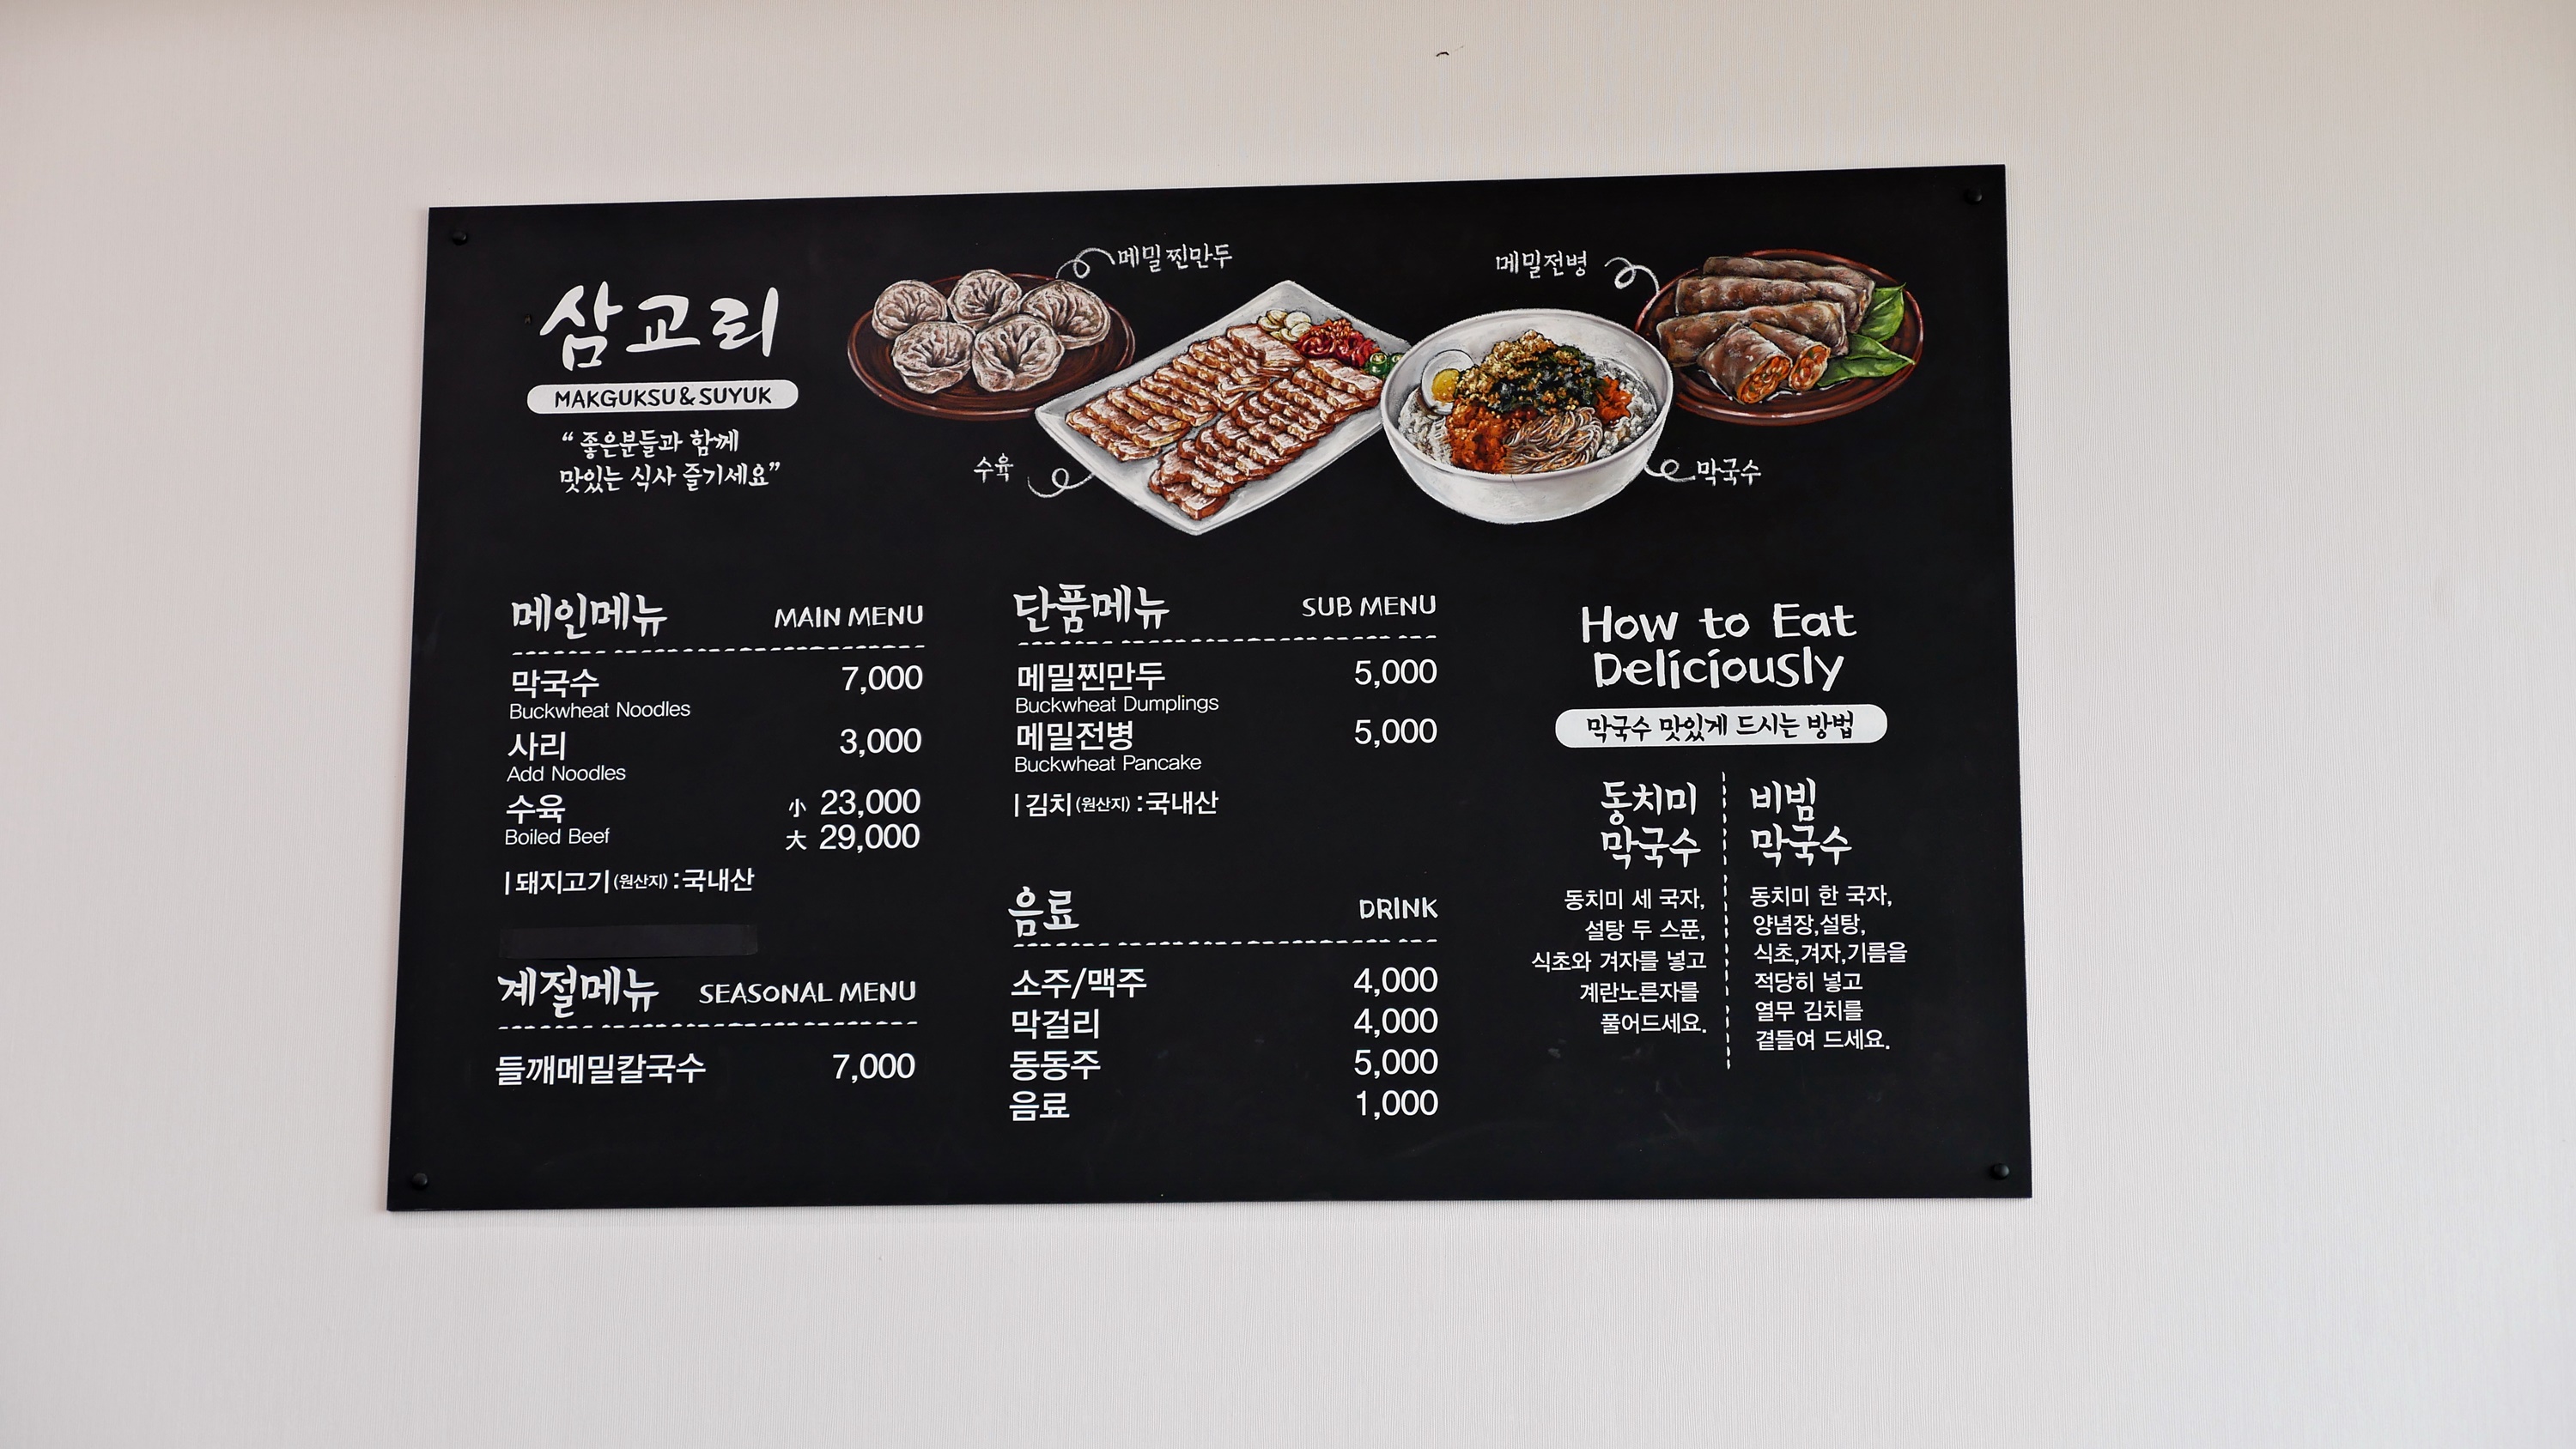 삼교리
MAKGUKSU & SUYUK
“ 좋은분들과 함께
맛있는 식사 즐기세요”
메밀찐만두
메밀전병
수육
막국수
메인메뉴 MAIN MENU
막국수 7,000
Buckwheat Noodles
사리 3,000
Add Noodles
수육 小 23,000
Boiled Beef 大 29,000
| 돼지고기 (원산지) : 국내산
계절메뉴 SEASONAL MENU
들깨메밀칼국수 7,000
단품메뉴 SUB MENU
메밀찐만두 5,000
Buckwheat Dumplings
메밀전병 5,000
Buckwheat Pancake
| 김치 (원산지) : 국내산
음료 DRINK
소주/맥주 4,000
막걸리 4,000
동동주 5,000
음료 1,000
How to Eat
Deliciously
막국수 맛있게 드시는 방법
동치미
막국수
동치미 세 국자,
설탕 두 스푼,
식초와 겨자를 넣고
계란노른자를
풀어드세요.
비빔
막국수
동치미 한 국자,
양념장,설탕,
식초,겨자,기름을
적당히 넣고
열무 김치를
곁들여 드세요.